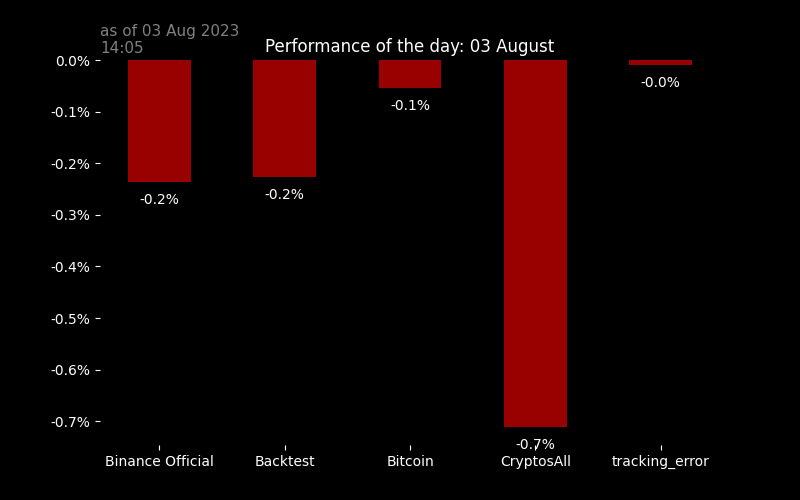 as of 03 Aug 2023
14:05
Performance of the day: 03 August
0.0%
-0.1%
-0.2%
-0.3%
-0.4%
-0.5%
-0.6%
-0.7%
-0.2%
-0.2%
-0.1%
-0.7%
-0.0%
Binance Official
Backtest
Bitcoin
CryptosAll
tracking_error